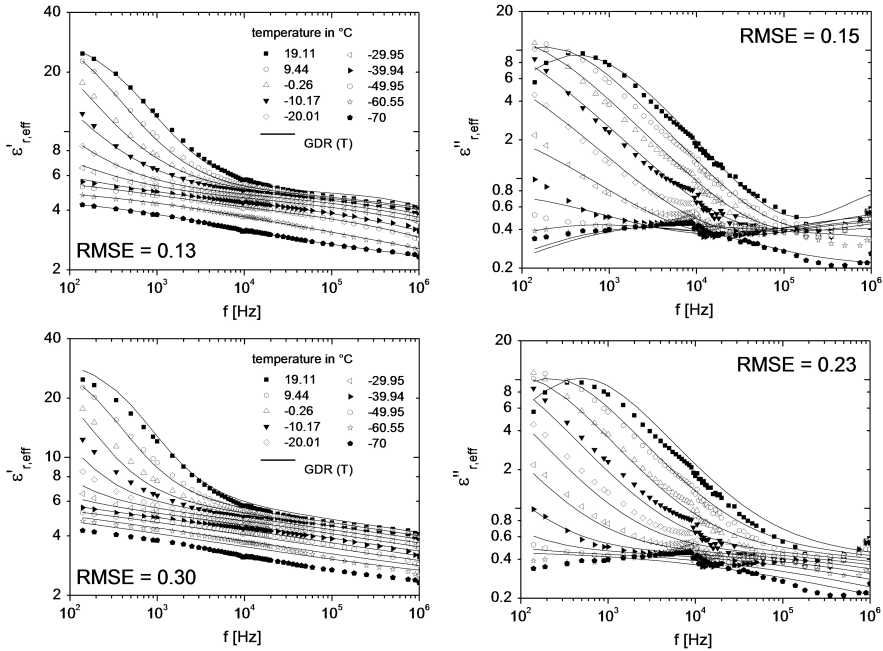 40
20
10
8
6
4
2
ε'r,eff
temperature in °C
19.11
9.44
-0.26
-10.17
-20.01
-29.95
-39.94
-49.95
-60.55
-70
GDR (T)
RMSE = 0.13
10² 10³ 10⁴ 10⁵ 10⁶
f [Hz]
20
10
8
6
4
2
0.8
0.6
0.4
0.2
ε''r,eff
RMSE = 0.15
10² 10³ 10⁴ 10⁵ 10⁶
f [Hz]
40
20
10
8
6
4
2
ε'r,eff
temperature in °C
19.11
9.44
-0.26
-10.17
-20.01
-29.95
-39.94
-49.95
-60.55
-70
GDR (T)
RMSE = 0.30
10² 10³ 10⁴ 10⁵ 10⁶
f [Hz]
20
10
8
6
4
2
0.8
0.6
0.4
0.2
ε''r,eff
RMSE = 0.23
10² 10³ 10⁴ 10⁵ 10⁶
f [Hz]